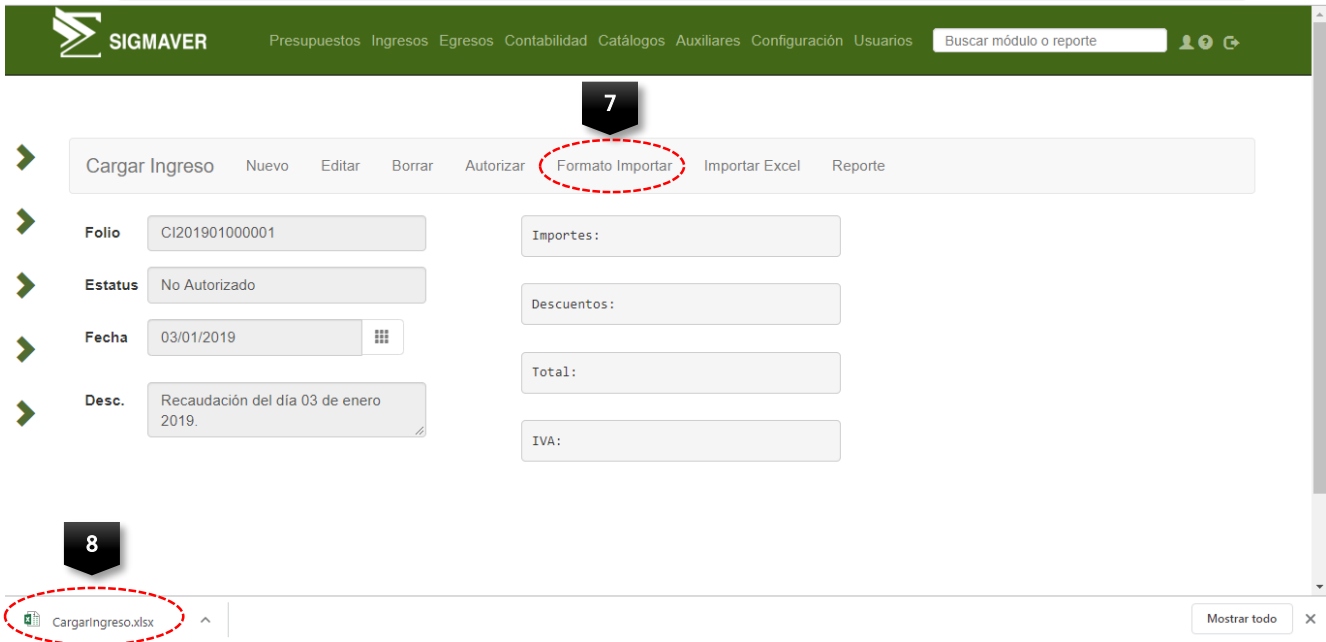 SIGMAVER Presupuestos Ingresos Egresos Contabilidad Catálogos Auxiliares Configuración Usuarios Buscar módulo o reporte
7
Cargar Ingreso Nuevo Editar Borrar Autorizar Formato Importar Importar Excel Reporte
Folio CI201901000001
Importes:
Estatus No Autorizado
Descuentos:
Fecha 03/01/2019
Total:
Desc. Recaudación del día 03 de enero
2019.
IVA:
8
CargarIngreso.xlsx
Mostrar todo